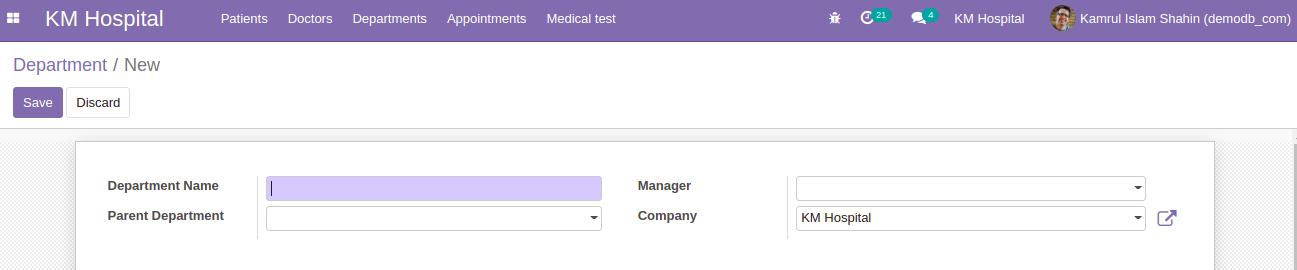 KM Hospital Patients Doctors Departments Appointments Medical test 21 4 KM Hospital Kamrul Islam Shahin (demodb_com)
Department / New
Save Discard
Department Name Manager
Parent Department Company KM Hospital